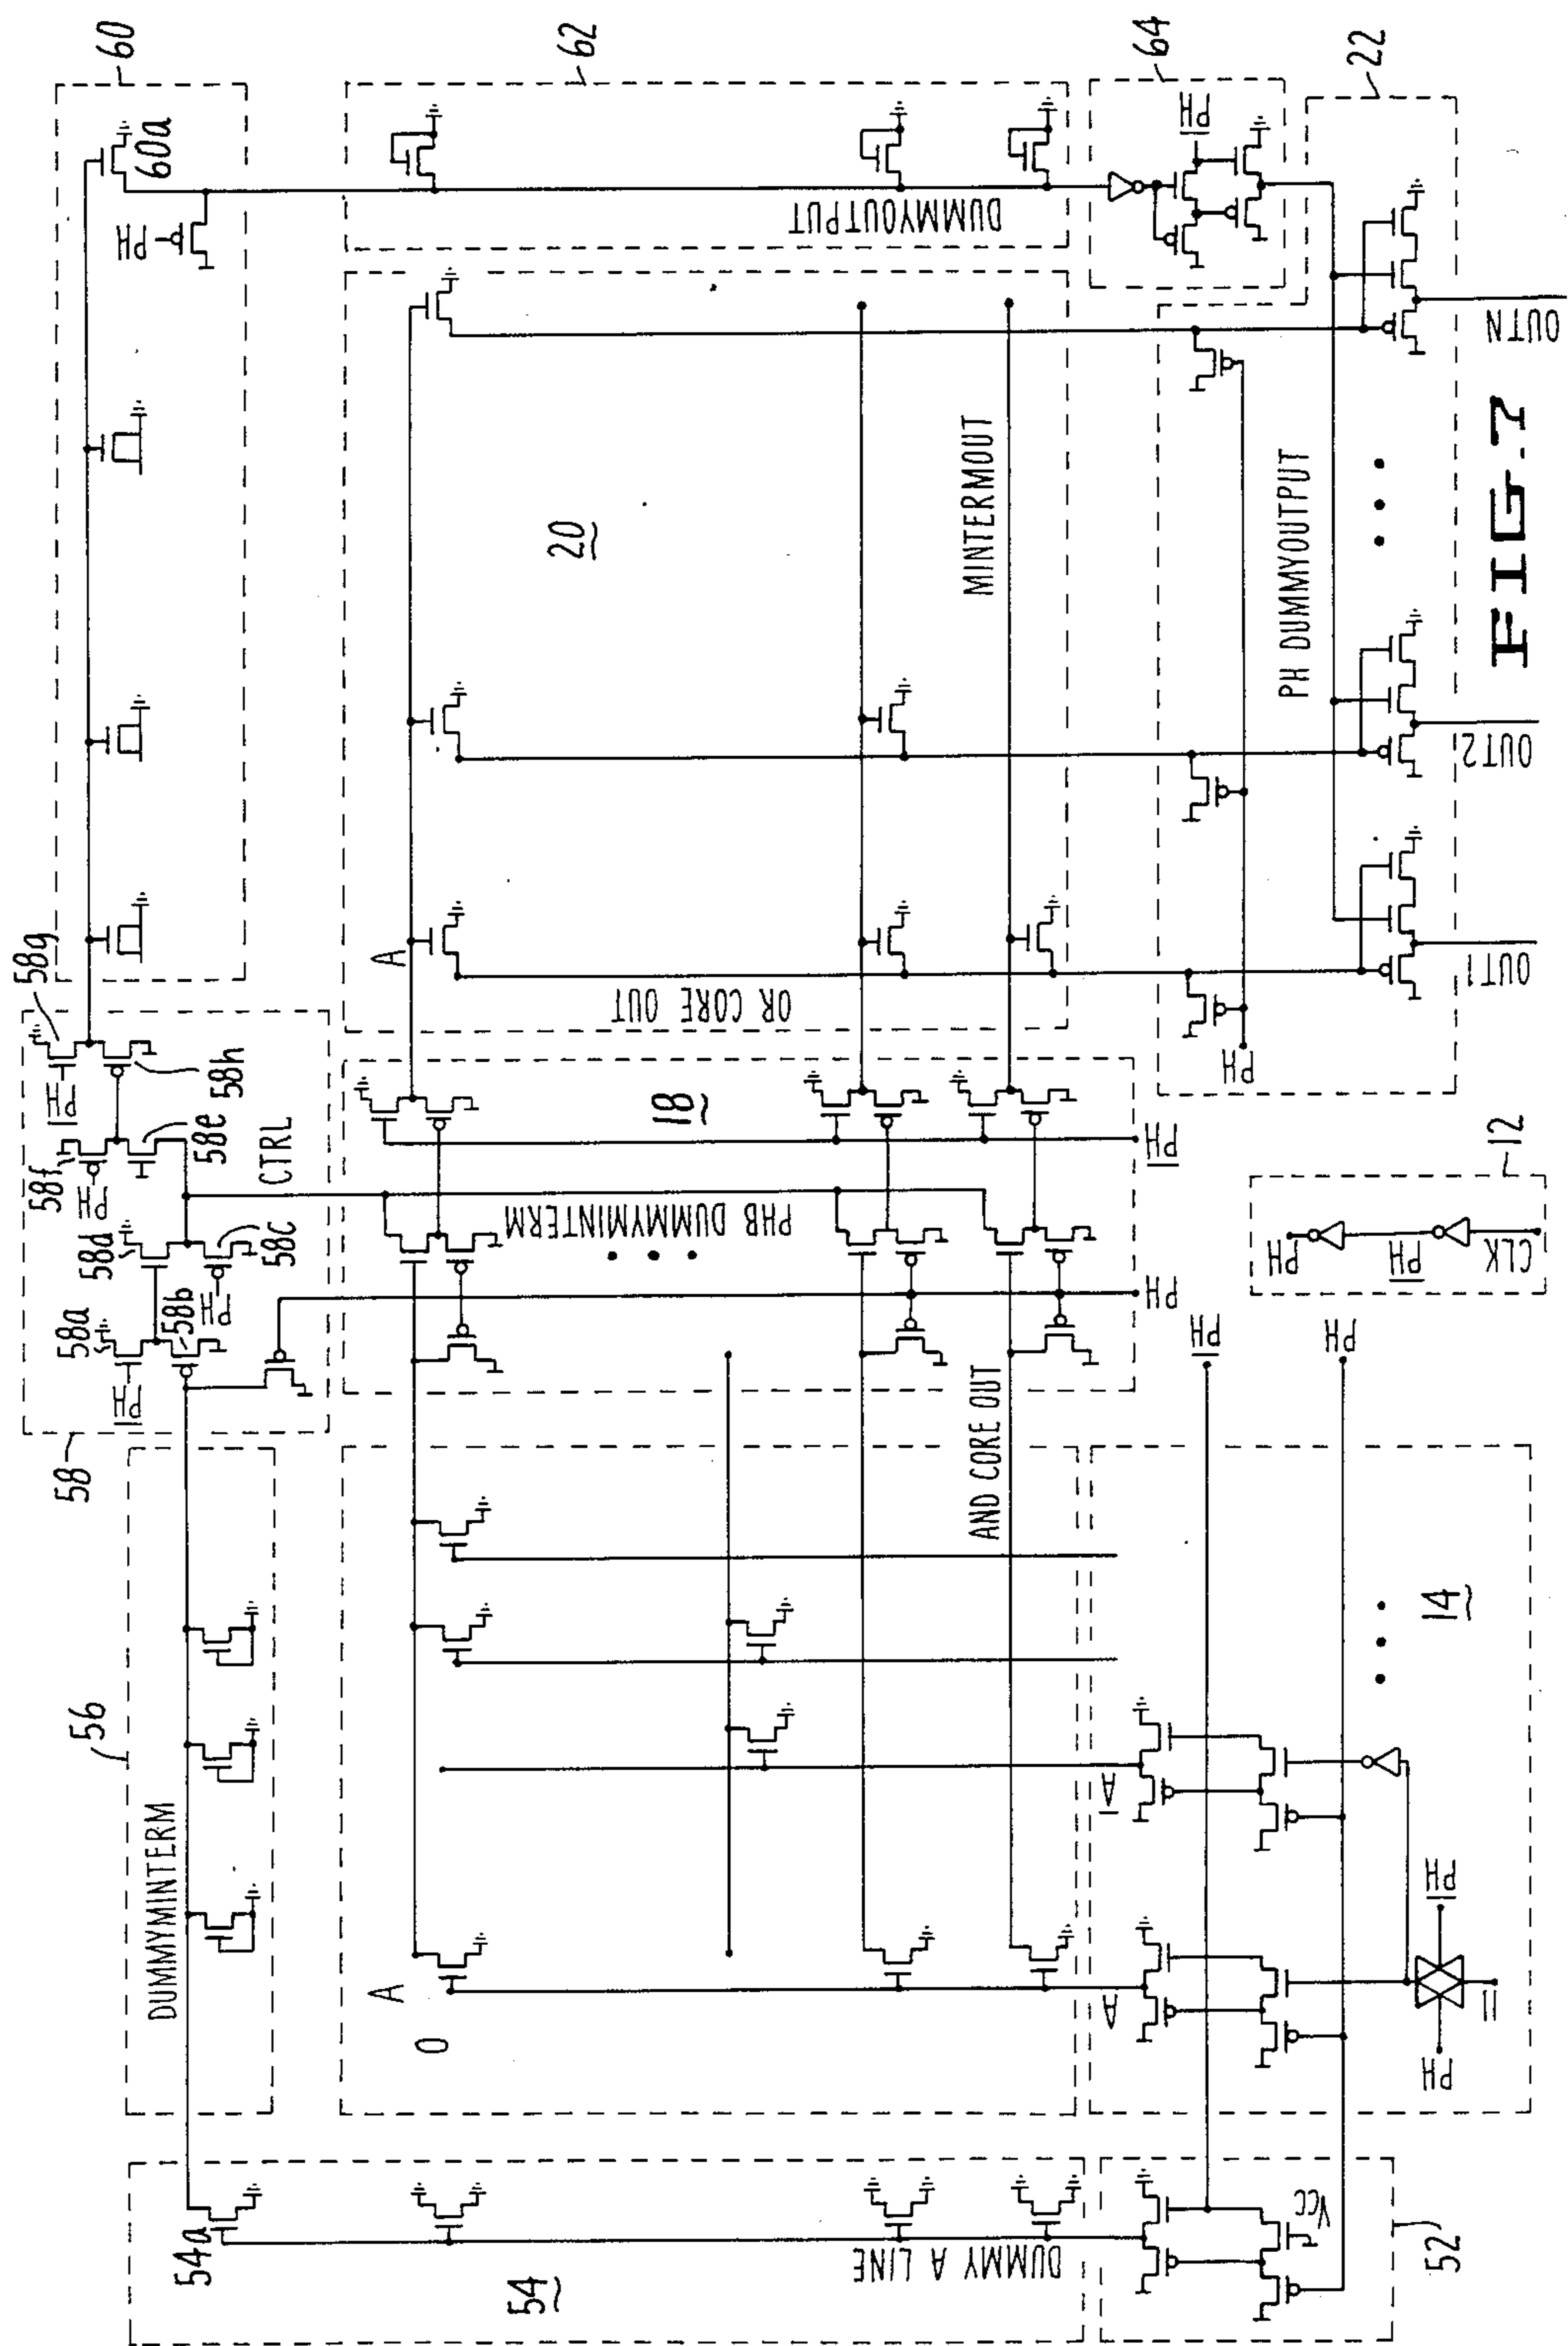 60
60a
PH
58g
PH
58h
58f
PH
58e
CTRL
58d
58c
PH
58a
58b
PH
58
56
DUMMYMINTERM
54a
54
DUMMY A LINE
62
DUMMYOUTPUT
20
MINTERMOUT
A
OR CORE OUT
18
PHB DUMMYMINTERM
PH
PH
AND CORE OUT
A
0
64
PH
22
PH DUMMYOUTPUT
PH
OUT1
OUT2
OUTN
12
PH
PH
CLK
PH
PH
14
A
A
PH
PH
I1
VCC
52
FIG.7